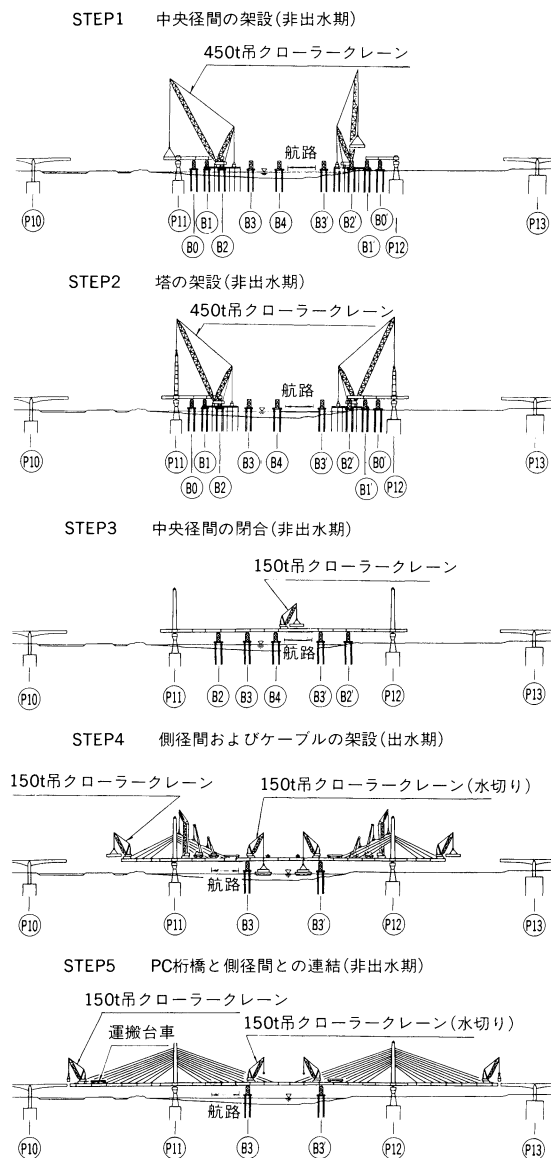 STEP1 中央径間の架設(非出水期)
450t吊クローラークレーン
航路
P10 P11 B0 B1 B2 B3 B4 B3' B2' B1' B0' P12 P13
STEP2 塔の架設(非出水期)
450t吊クローラークレーン
航路
P10 P11 B0 B1 B2 B3 B4 B3' B2' B1' B0' P12 P13
STEP3 中央径間の閉合(非出水期)
150t吊クローラークレーン
航路
P10 P11 B2 B3 B4 B3' B2' P12 P13
STEP4 側径間およびケーブルの架設(出水期)
150t吊クローラークレーン 150t吊クローラークレーン(水切り)
航路
P10 P11 B3 B3' P12 P13
STEP5 PC桁橋と側径間との連結(非出水期)
150t吊クローラークレーン
150t吊クローラークレーン(水切り)
運搬台車
航路
P10 P11 B3 B3' P12 P13